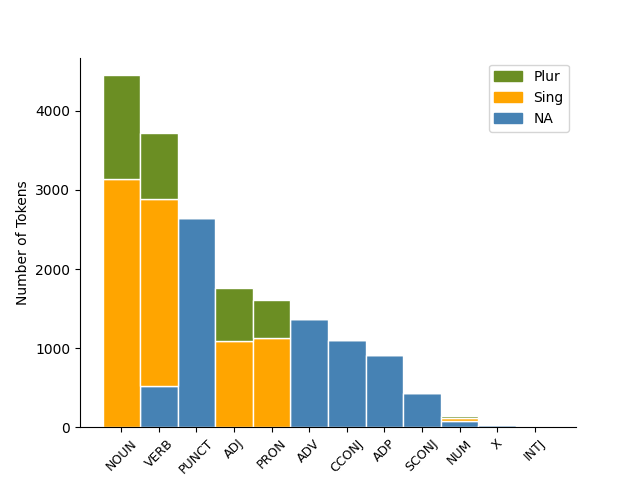 Plur
Sing
NA
Number of Tokens
4000
3000
2000
1000
0
NOUN
VERB
PUNCT
ADJ
PRON
ADV
CCONJ
ADP
SCONJ
NUM
X
INTJ